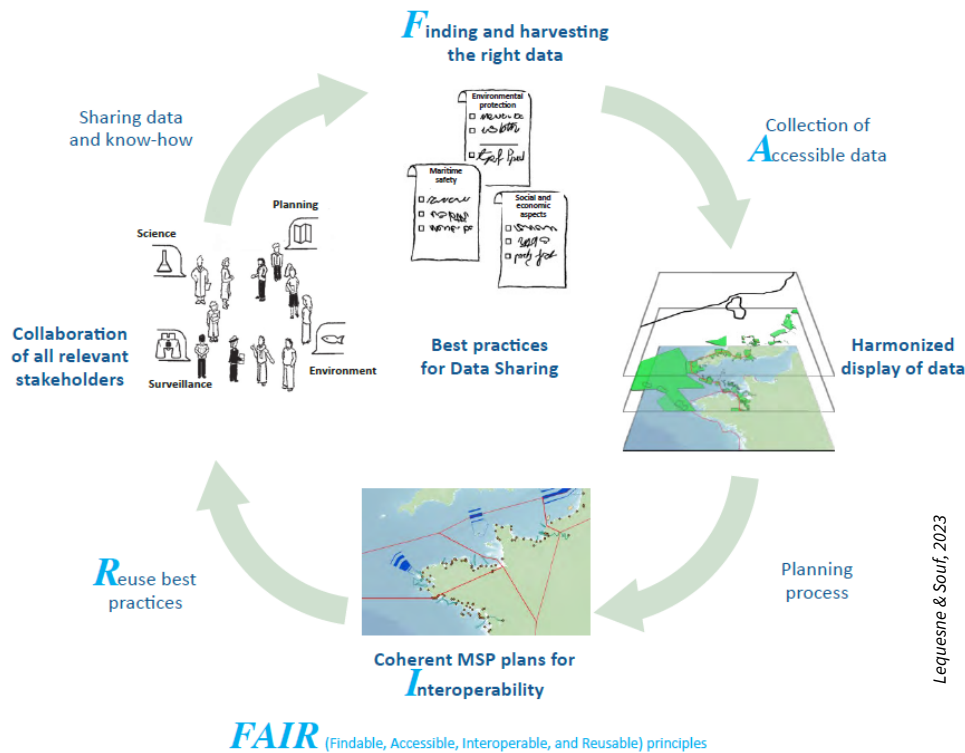 Finding and harvesting
the right data
Sharing data
and know-how
Collection of
Accessible data
Environmental
protection
Maritime
safety
Social and
economic
aspects
Planning
Science
Surveillance
Environment
Collaboration
of all relevant
stakeholders
Best practices
for Data Sharing
Harmonized
display of data
Reuse best
practices
Planning
process
Coherent MSP plans for
Interoperability
Lequesne & Souf, 2023
FAIR (Findable, Accessible, Interoperable, and Reusable) principles